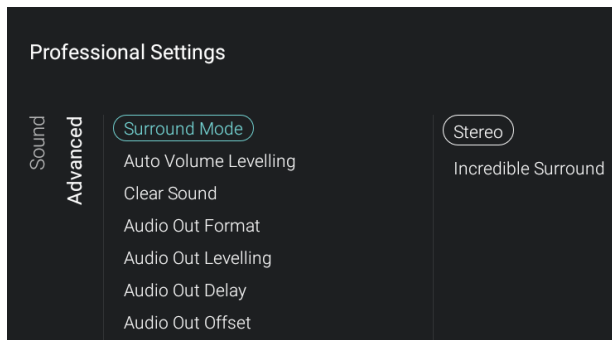 Professional Settings
Sound
Advanced
Surround Mode
Auto Volume Levelling
Clear Sound
Audio Out Format
Audio Out Levelling
Audio Out Delay
Audio Out Offset
Stereo
Incredible Surround